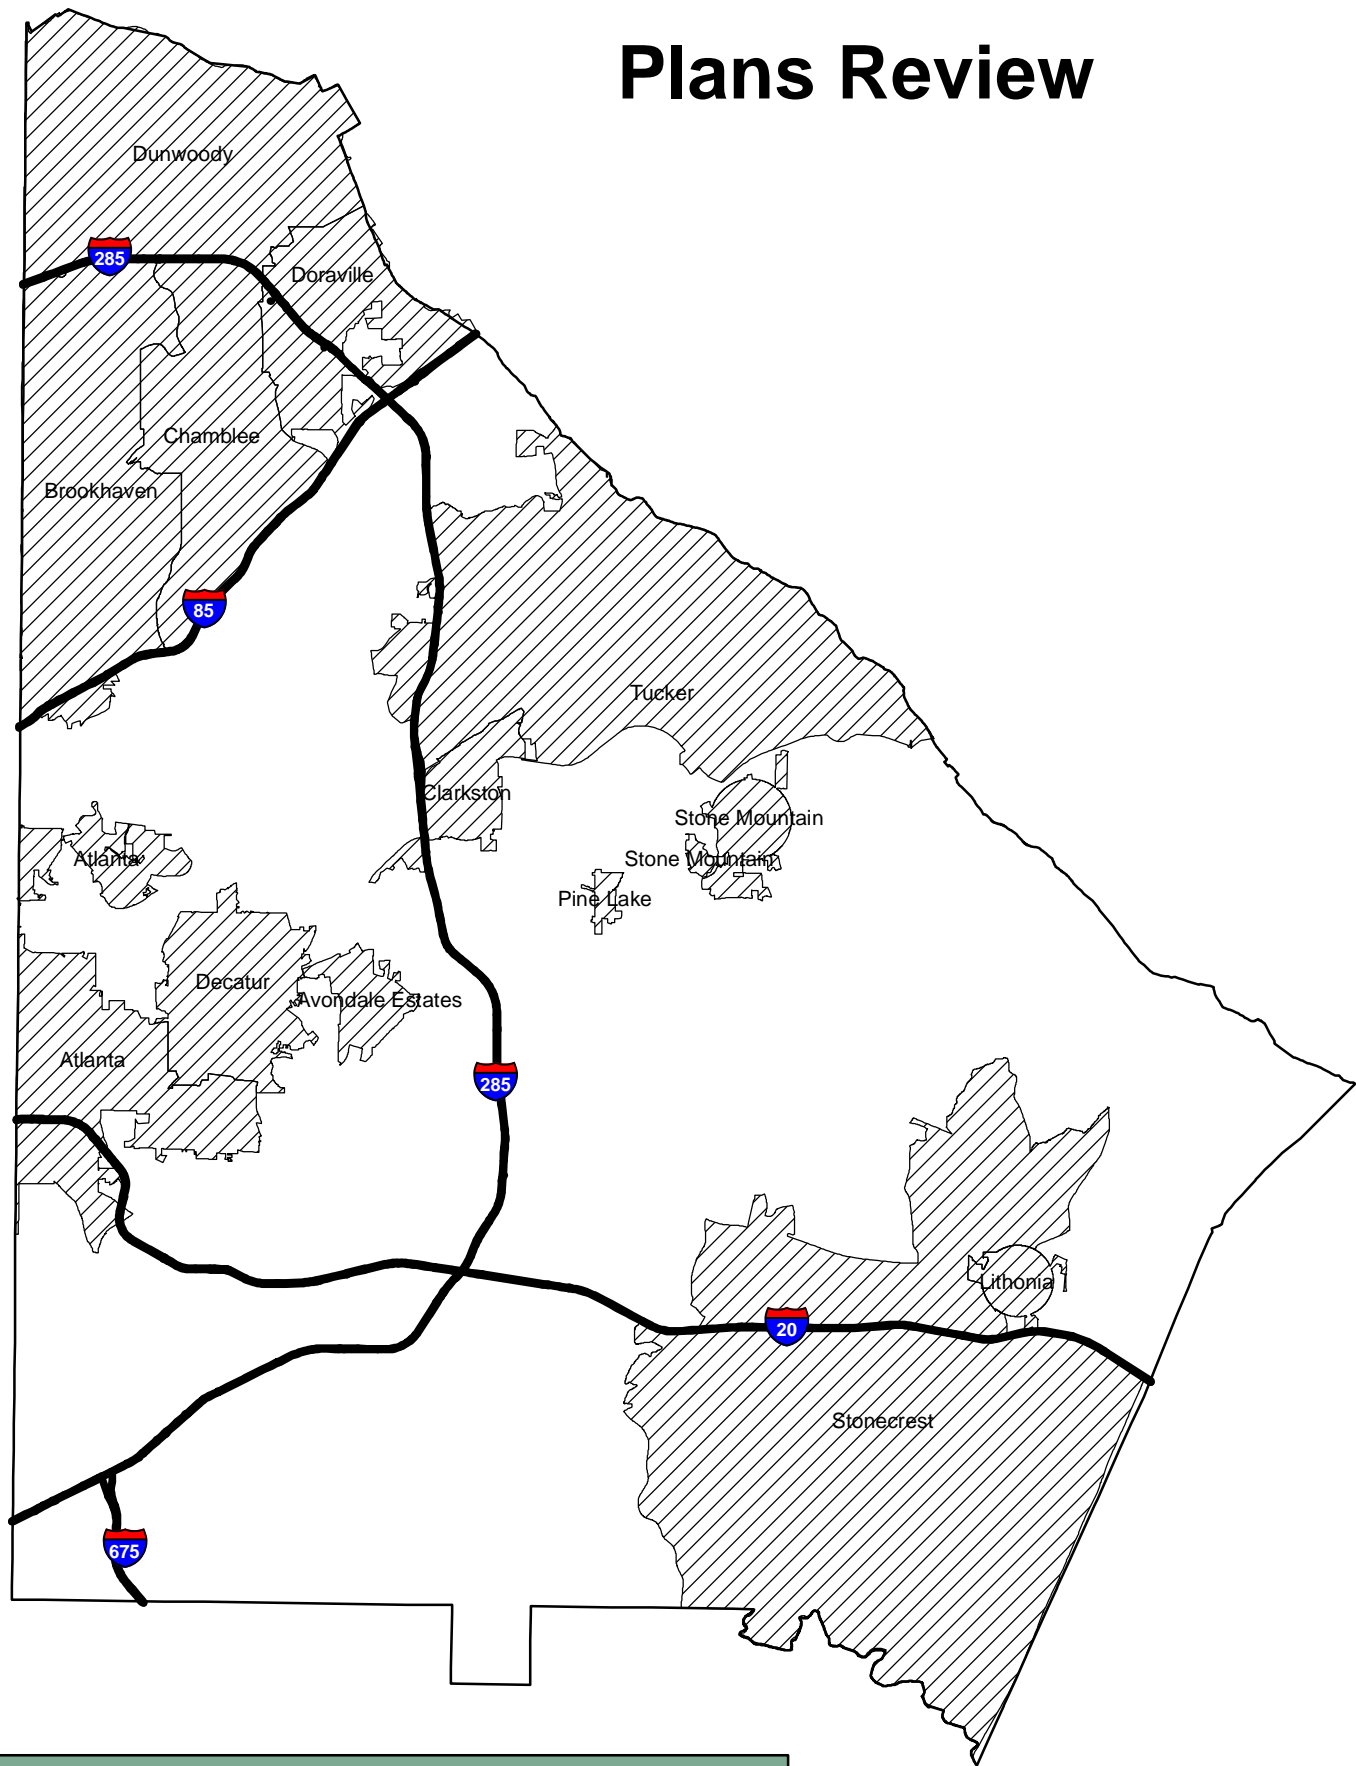 Plans Review
Dunwoody
285
Doraville
Chamblee
Brookhaven
85
Tucker
Clarkston
Stone Mountain
Atlanta
Stone Mountain
Pine Lake
Decatur
Avondale Estates
Atlanta
285
Lithonia
20
Stonecrest
675